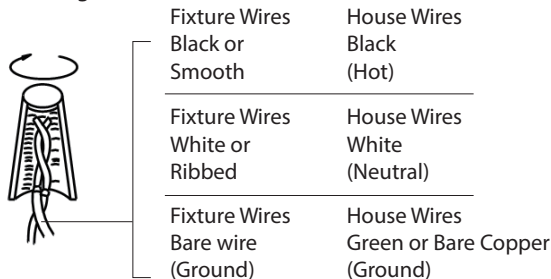 Fixture Wires House Wires
Black or Black
Smooth (Hot)
Fixture Wires House Wires
White or White
Ribbed (Neutral)
Fixture Wires House Wires
Bare wire Green or Bare Copper
(Ground) (Ground)